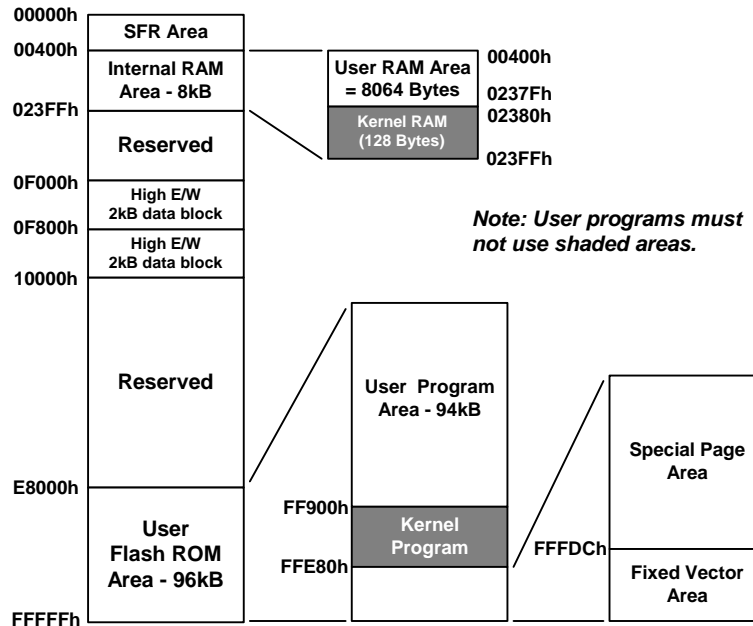 00000h
SFR Area
00400h
Internal RAM
Area - 8kB
023FFh
Reserved
0F000h
High E/W
2kB data block
0F800h
High E/W
2kB data block
10000h
Reserved
E8000h
User
Flash ROM
Area - 96kB
FFFFFh
User RAM Area
= 8064 Bytes
Kernel RAM
(128 Bytes)
00400h
0237Fh
02380h
023FFh
Note: User programs must
not use shaded areas.
User Program
Area - 94kB
FF900h
Kernel
Program
FFE80h
Special Page
Area
FFFDCh
Fixed Vector
Area